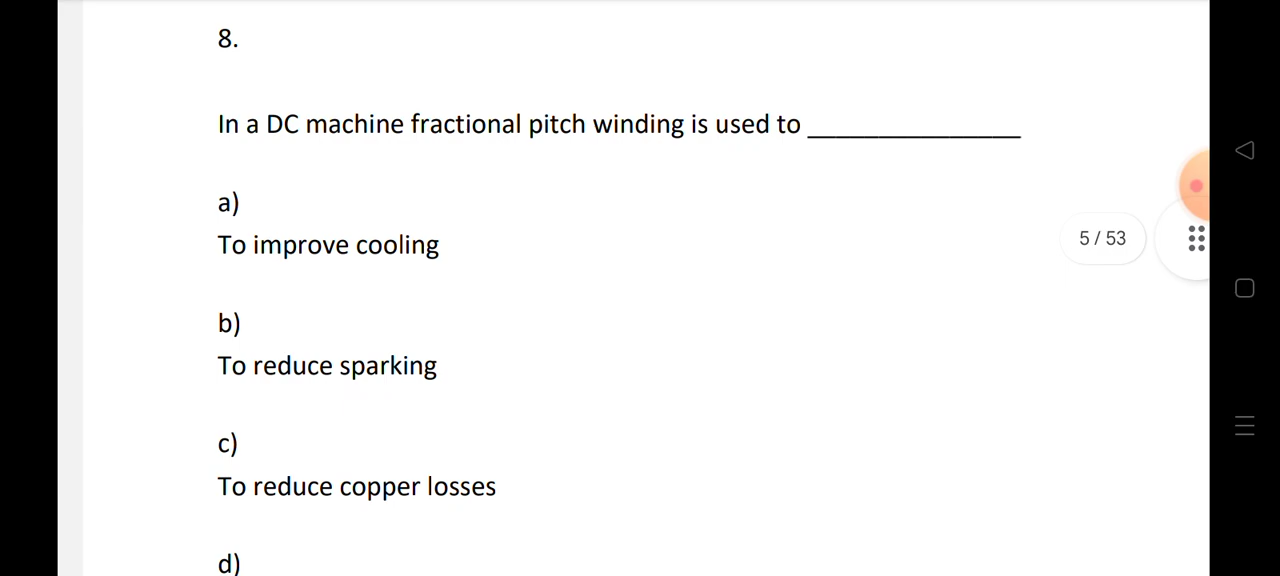 8.
In a DC machine fractional pitch winding is used to _______________
a)
To improve cooling
5 / 53
b)
To reduce sparking
c)
To reduce copper losses
d)